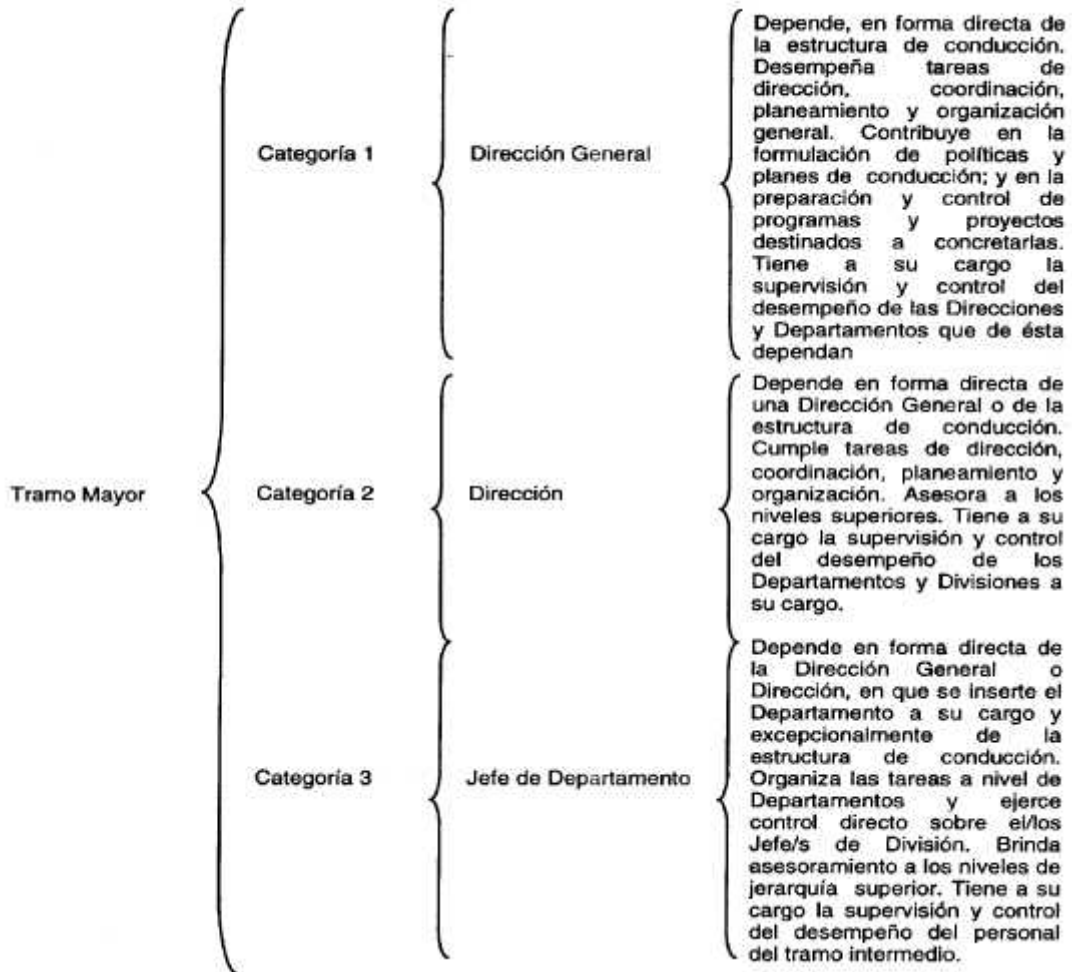 Tramo Mayor
Categoría 1
Dirección General
Depende, en forma directa de
la estructura de conducción.
Desempeña tareas de
dirección, coordinación,
planeamiento y organización
general. Contribuye en la
formulación de políticas y
planes de conducción; y en la
preparación y control de
programas y proyectos
destinados a concretarlas.
Tiene a su cargo la
supervisión y control del
desempeño de las Direcciones
y Departamentos que de ésta
dependan
Categoría 2
Dirección
Depende en forma directa de
una Dirección General o de la
estructura de conducción.
Cumple tareas de dirección,
coordinación, planeamiento y
organización. Asesora a los
niveles superiores. Tiene a su
cargo la supervisión y control
del desempeño de los
Departamentos y Divisiones a
su cargo.
Categoría 3
Jefe de Departamento
Depende en forma directa de
la Dirección General o
Dirección, en que se inserte el
Departamento a su cargo y
excepcionalmente de la
estructura de conducción.
Organiza las tareas a nivel de
Departamentos y ejerce
control directo sobre el/los
Jefe/s de División. Brinda
asesoramiento a los niveles de
jerarquía superior. Tiene a su
cargo la supervisión y control
del desempeño del personal
del tramo intermedio.